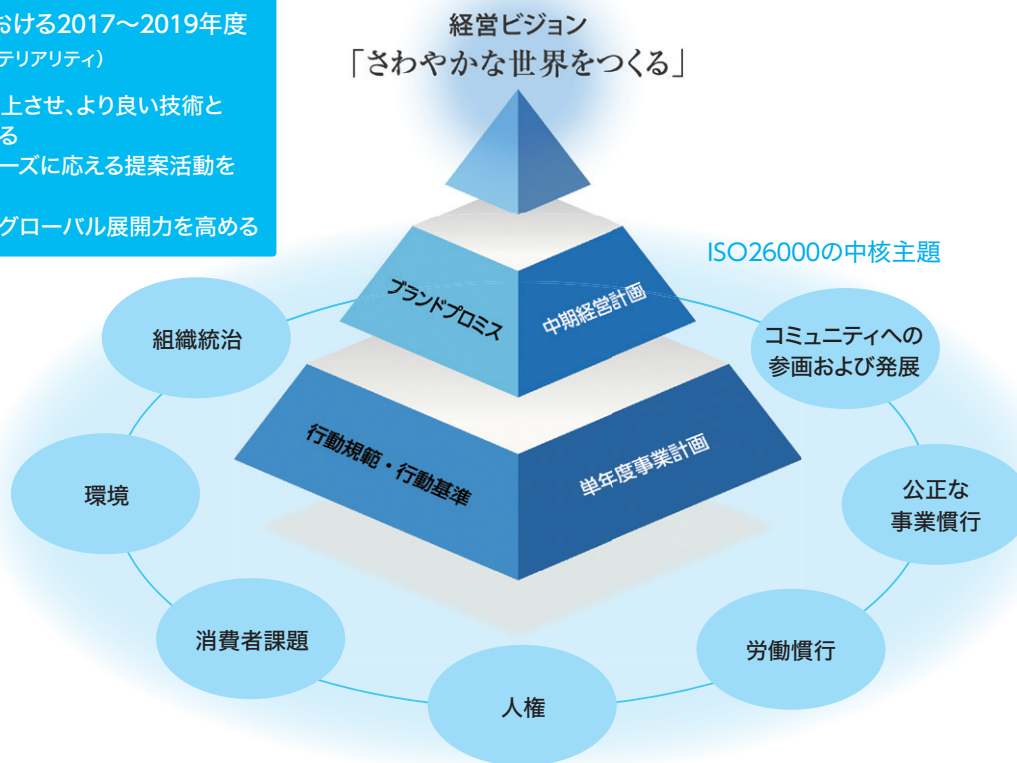 おける2017～2019年度
テリアリティ）
上させ、より良い技術と
る
ーズに応える提案活動を
グローバル展開力を高める
経営ビジョン
「さわやかな世界をつくる」
ブランドプロミス
中期経営計画
行動規範・行動基準
単年度事業計画
ISO26000の中核主題
組織統治
コミュニティへの
参画および発展
環境
公正な
事業慣行
消費者課題
労働慣行
人権